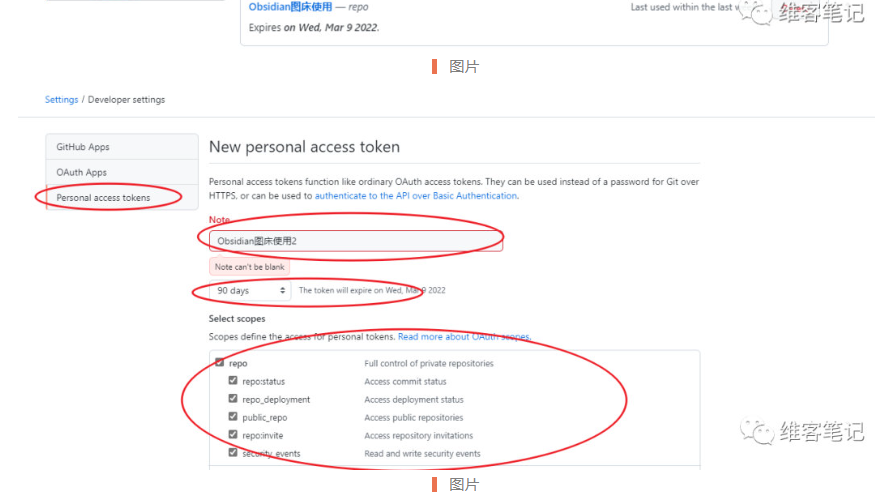 Obsidian图床使用 — repo Last used within the last w
维客笔记
Expires on Wed, Mar 9 2022.
图片
Settings / Developer settings
GitHub Apps
OAuth Apps
Personal access tokens
New personal access token
Personal access tokens function like ordinary OAuth access tokens. They can be used instead of a password for Git over
HTTPS, or can be used to authenticate to the API over Basic Authentication.
Note
Obsidian图床使用2
Note can't be blank
90 days The token will expire on Wed, Mar 9 2022
Select scopes
Scopes define the access for personal tokens. Read more about OAuth scopes.
repo Full control of private repositories
repo:status Access commit status
repo_deployment Access deployment status
public_repo Access public repositories
repo:invite Access repository invitations
security_events Read and write security events
维客笔记
图片